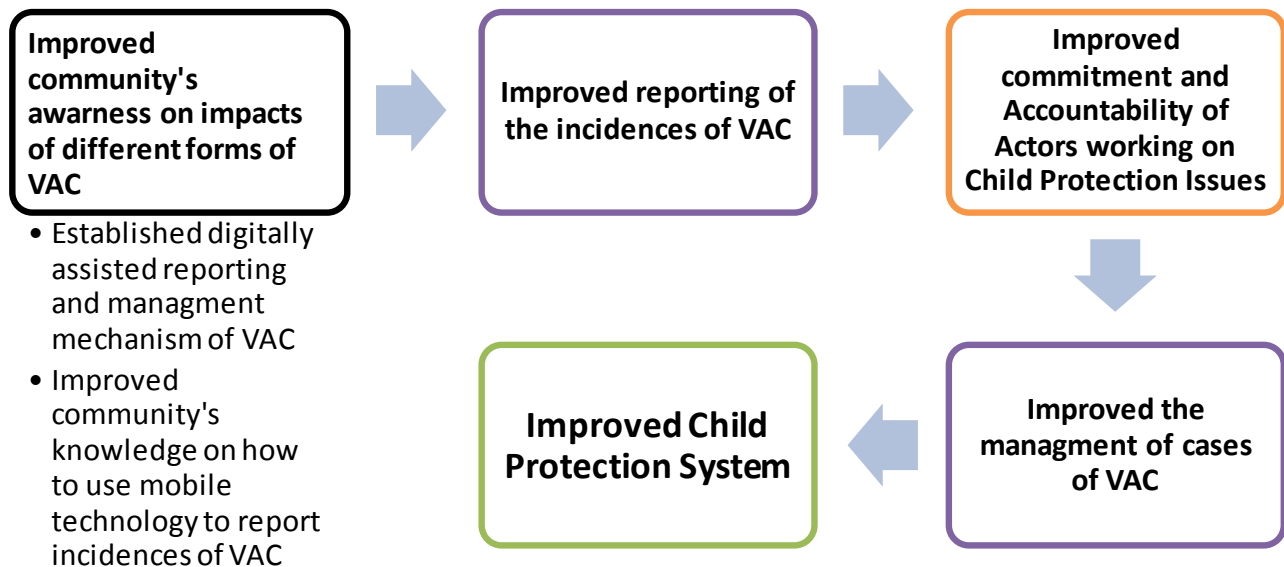 Improved
community's
awarness on impacts
of different forms of
VAC
• Established digitally
assisted reporting
and managment
mechanism of VAC
• Improved
community's
knowledge on how
to use mobile
technology to report
incidences of VAC
Improved reporting of
the incidences of VAC
Improved
commitment and
Accountability of
Actors working on
Child Protection Issues
Improved the
managment of cases
of VAC
Improved Child
Protection System